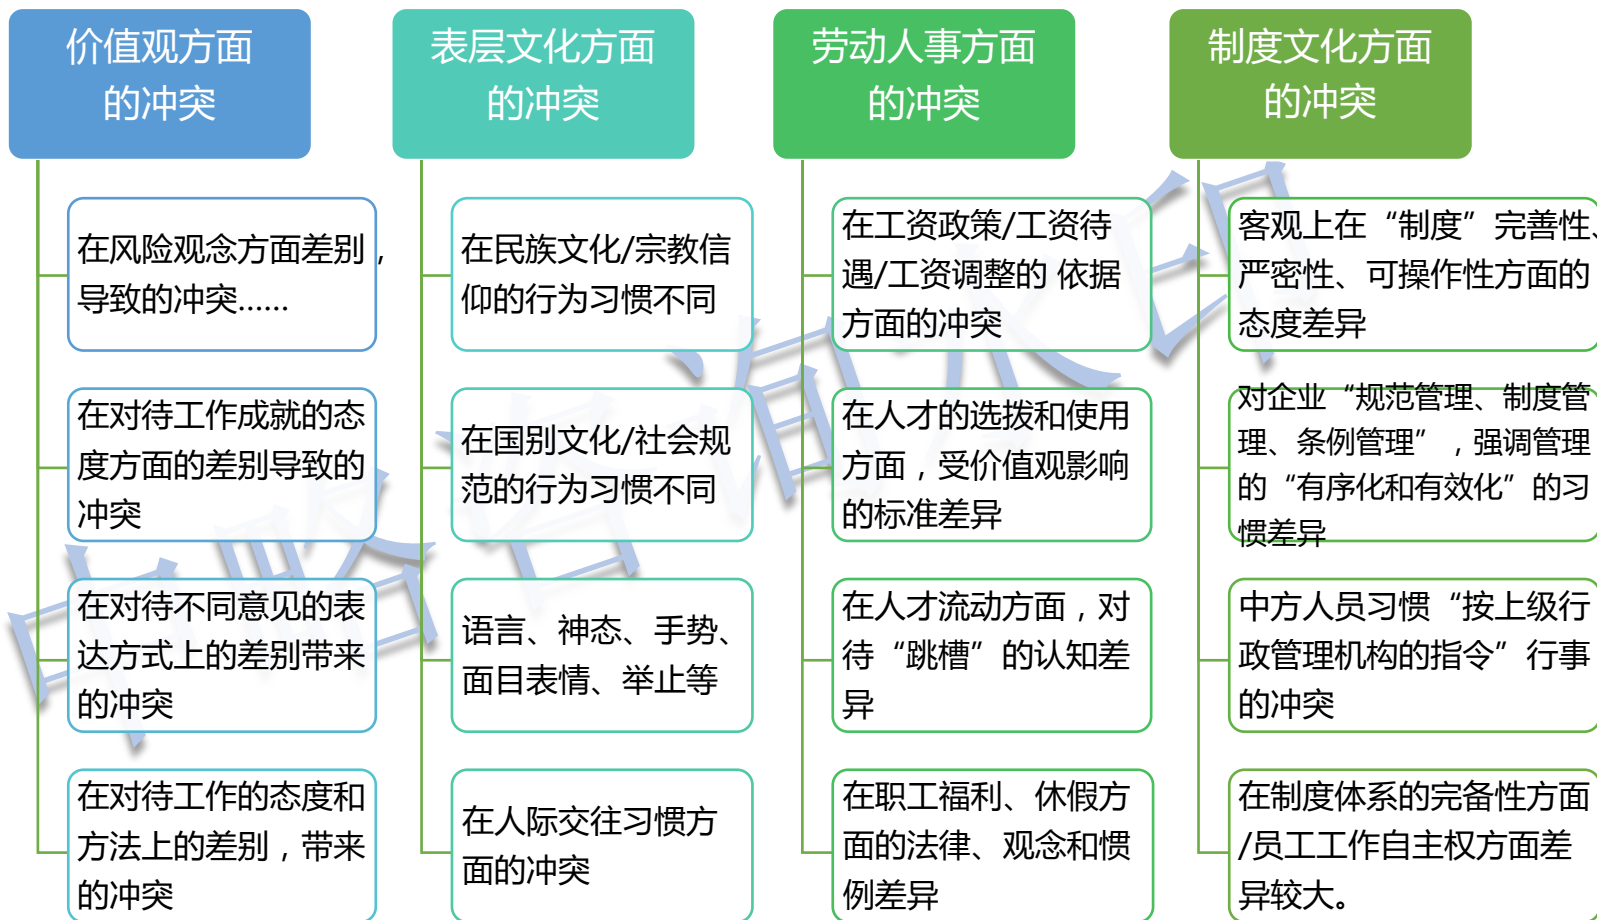 价值观方面
的冲突
在风险观念方面差别，
导致的冲突......
在对待工作成就的态
度方面的差别导致的
冲突
在对待不同意见的表
达方式上的差别带来
的冲突
在对待工作的态度和
方法上的差别，带来
的冲突
表层文化方面
的冲突
在民族文化/宗教信
仰的行为习惯不同
在国别文化/社会规
范的行为习惯不同
语言、神态、手势、
面目表情、举止等
在人际交往习惯方
面的冲突
劳动人事方面
的冲突
在工资政策/工资待
遇/工资调整的 依据
方面的冲突
在人才的选拨和使用
方面，受价值观影响
的标准差异
在人才流动方面，对
待“跳槽”的认知差
异
在职工福利、休假方
面的法律、观念和惯
例差异
制度文化方面
的冲突
客观上在“制度”完善性、
严密性、可操作性方面的
态度差异
对企业“规范管理、制度管
理、条例管理”，强调管理
的“有序化和有效化”的习
惯差异
中方人员习惯“按上级行
政管理机构的指令”行事
的冲突
在制度体系的完备性方面
/员工工作自主权方面差
异较大。